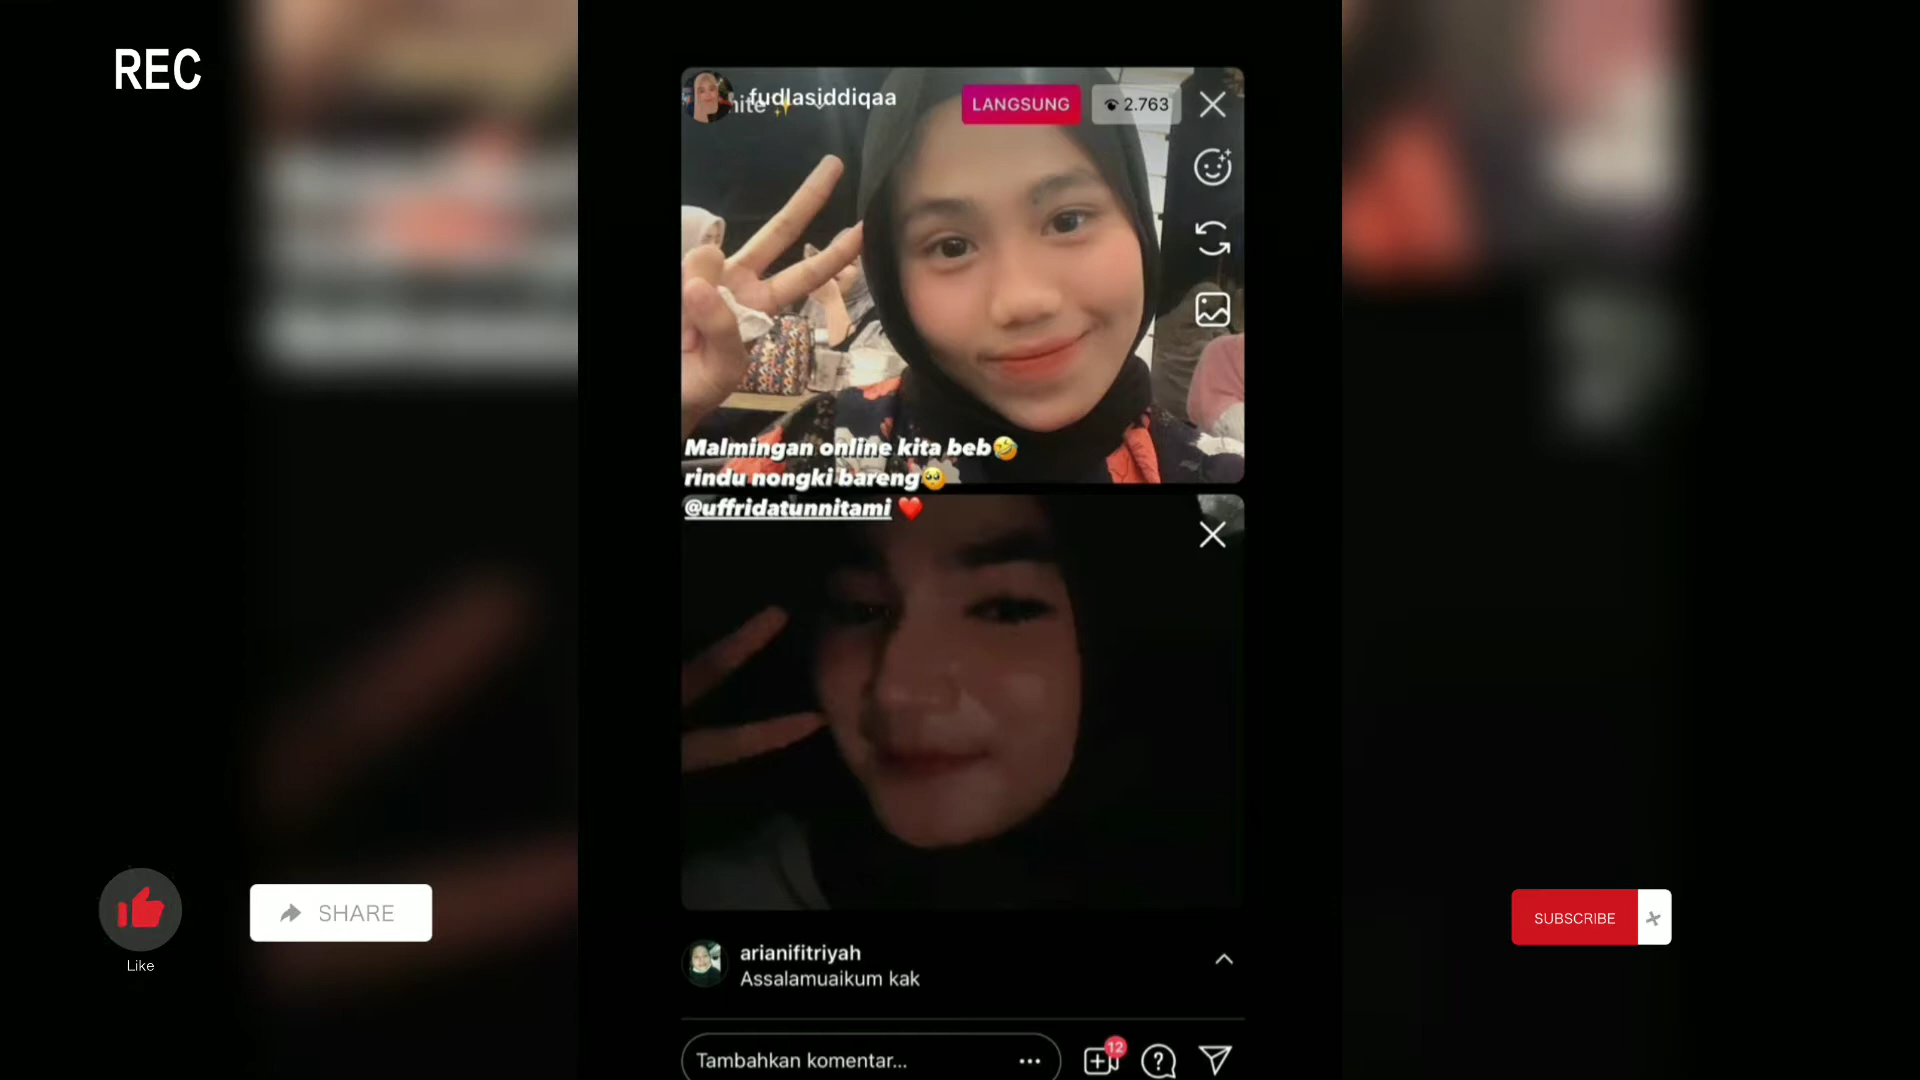 REC
fudlasiddiqaa
nite ✨
LANGSUNG
2.763
Malmingan online kita beb🤣
rindu nongki bareng🥺
@uffridatunnitami ❤️
SHARE
SUBSCRIBE
Like
arianifitriyah
Assalamuaikum kak
12
Tambahkan komentar...